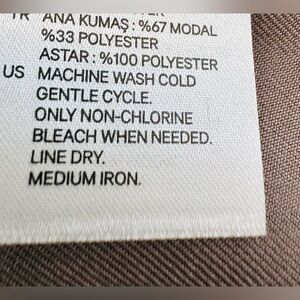 TR ANA KUMAŞ : %67 MODAL
%33 POLYESTER
ASTAR : %100 POLYESTER
US MACHINE WASH COLD
GENTLE CYCLE.
ONLY NON-CHLORINE
BLEACH WHEN NEEDED.
LINE DRY.
MEDIUM IRON.